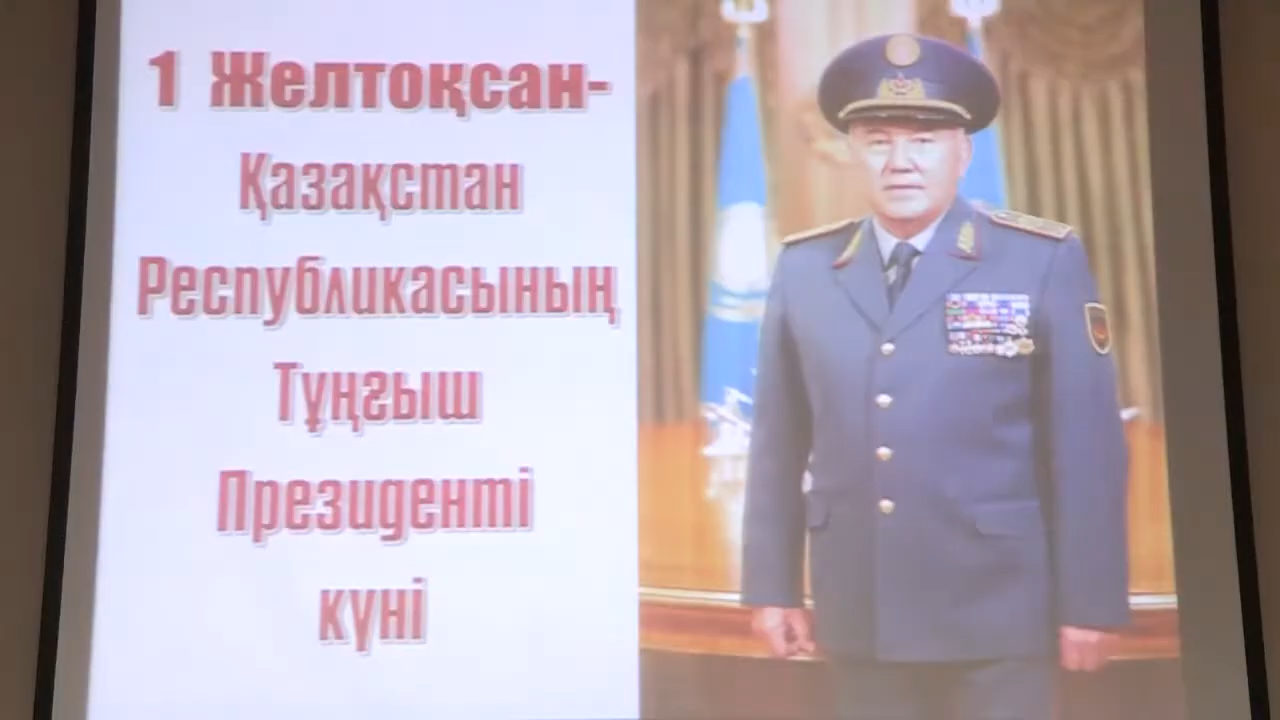 1 Желтоқсан-
Қазақстан
Республикасының
Тұңғыш
Президенті
күні